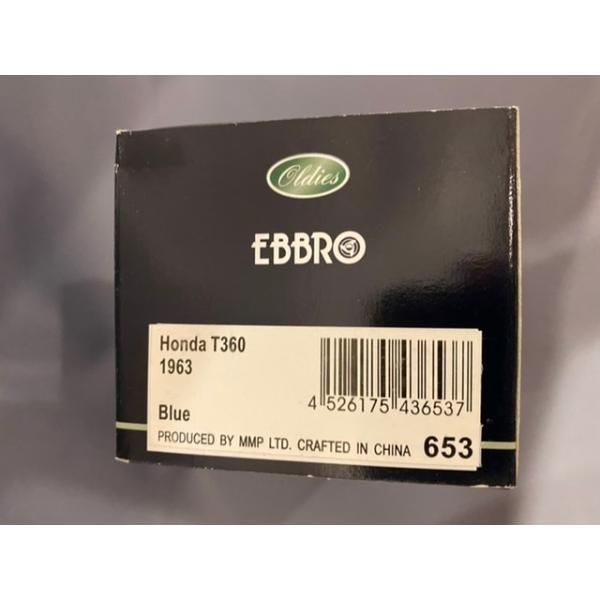 Oldies
EBBRO
Honda T360
1963
Blue
4 526175 436537
PRODUCED BY MMP LTD. CRAFTED IN CHINA 653